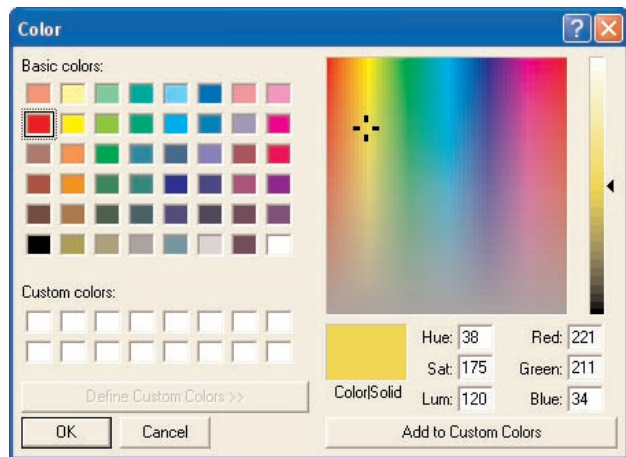 Color
Basic colors:
Custom colors:
Define Custom Colors >>
OK Cancel
Color|Solid
Hue: 38 Red: 221
Sat: 175 Green: 211
Lum: 120 Blue: 34
Add to Custom Colors